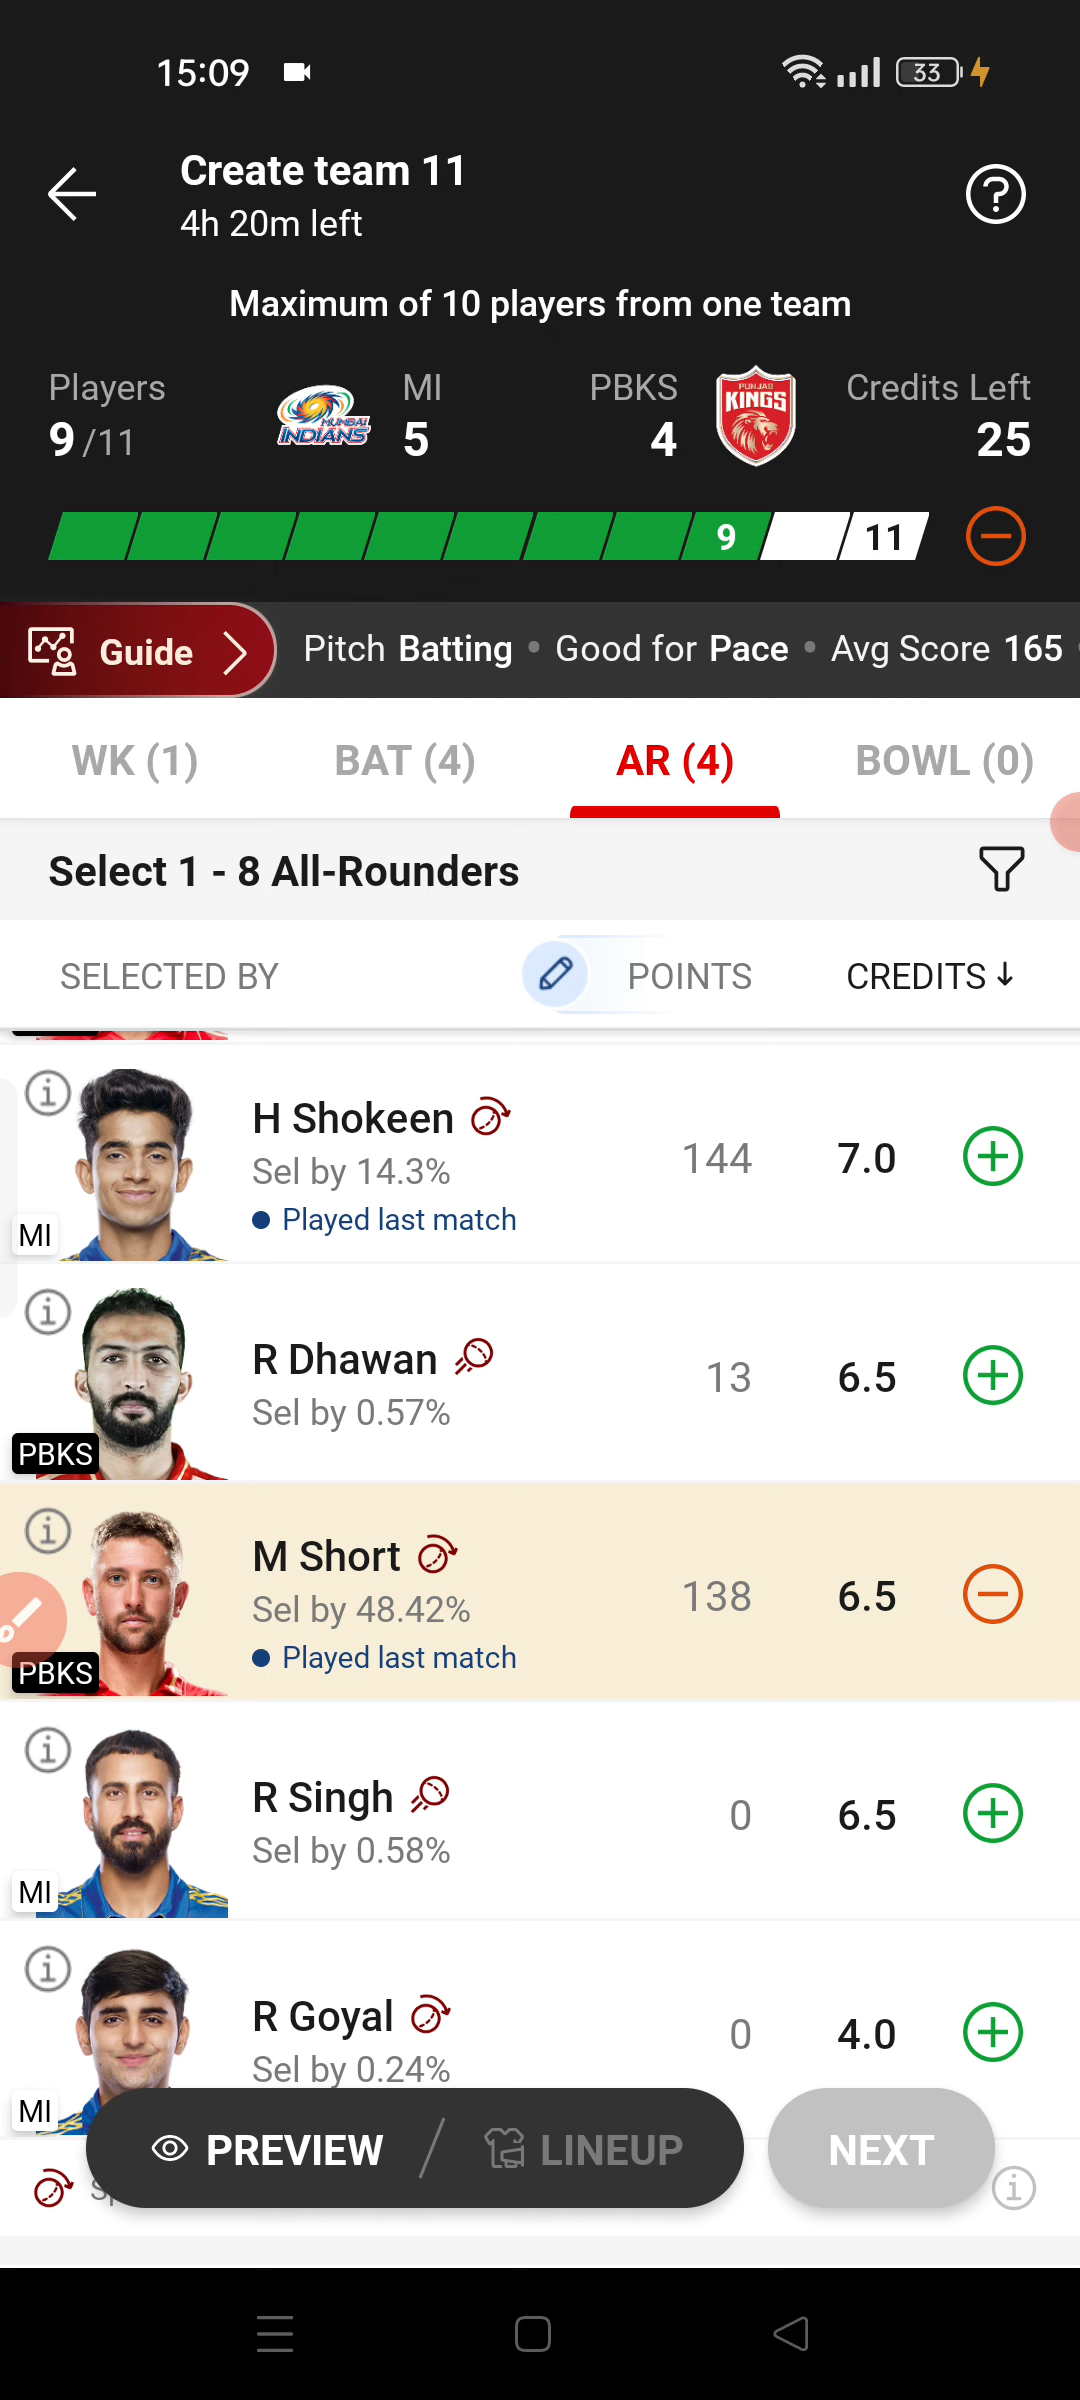 15:09
33
Create team 11
4h 20m left
Maximum of 10 players from one team
Players MI PBKS Credits Left
9/11 5 4 25
MUMBAI INDIANS
PUNJAB KINGS
9 11
Guide Pitch Batting • Good for Pace • Avg Score 165
WK (1) BAT (4) AR (4) BOWL (0)
Select 1 - 8 All-Rounders
SELECTED BY POINTS CREDITS ↓
H Shokeen
Sel by 14.3% 144 7.0
Played last match
MI
R Dhawan
Sel by 0.57% 13 6.5
PBKS
M Short
Sel by 48.42% 138 6.5
Played last match
PBKS
R Singh
Sel by 0.58% 0 6.5
MI
R Goyal
Sel by 0.24% 0 4.0
MI
PREVIEW LINEUP NEXT